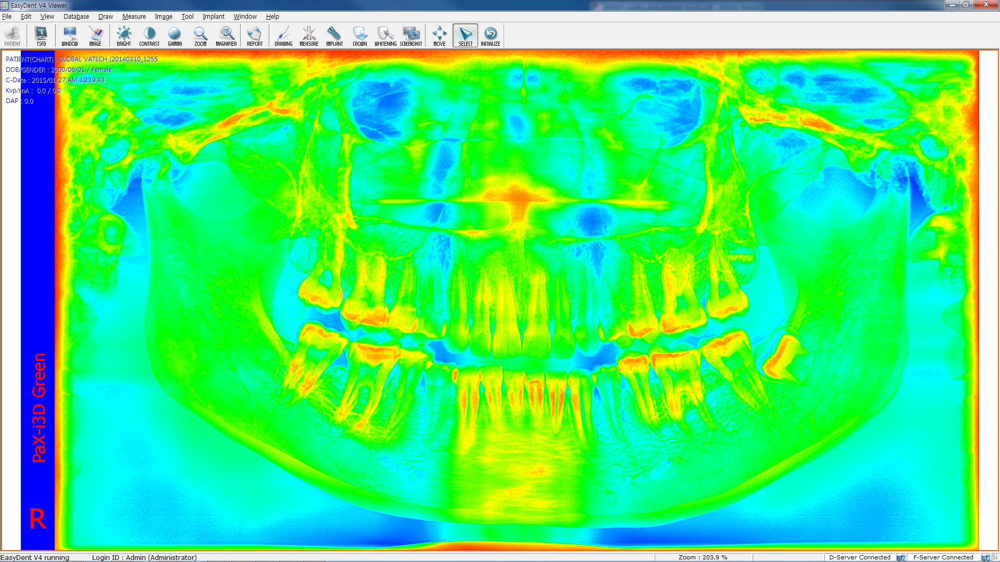 EasyDent V4 Viewer
File Edit View Database Draw Measure Image Tool Implant Window Help
PATIENT TSFD WINDOW IMAGE BRIGHT CONTRAST GAMMA ZOOM MAGNIFIER REPORT DRAWING MEASURE IMPLANT CROWN WHITENING SCREENSHOT MOVE SELECT INITIALIZE
PATIENT(CHART) : GLOBAL VATECH (20140310_1255
DOB/GENDER : 2000/06/01 / Female
C-Date : 2015/01/27 AM 10:19:43
Kvp/mA : 0.0 / 0.0
DAP : 0.0
PaX-i3D Green
R
EasyDent V4 running Login ID : Admin (Administrator) Zoom : 203.9 % D-Server Connected F-Server Connected Si